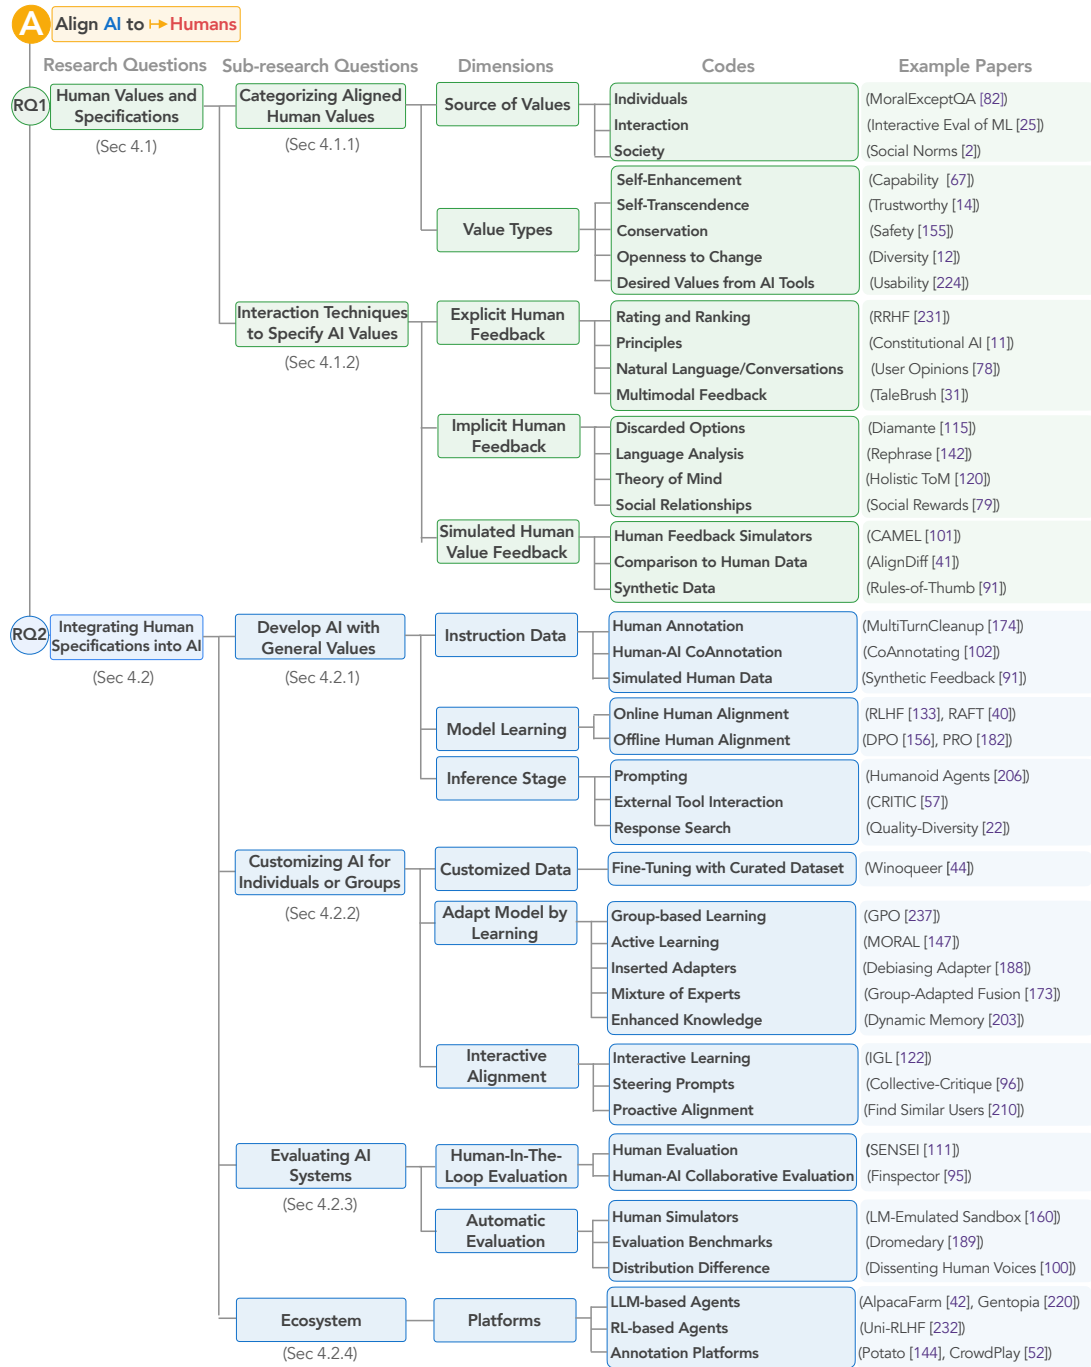 A Align AI to ↦ Humans
Research Questions Sub-research Questions Dimensions Codes Example Papers
RQ1
Human Values and
Specifications
(Sec 4.1)
Categorizing Aligned
Human Values
(Sec 4.1.1)
Source of Values
Individuals (MoralExceptQA [82])
Interaction (Interactive Eval of ML [25])
Society (Social Norms [2])
Value Types
Self-Enhancement (Capability [67])
Self-Transcendence (Trustworthy [14])
Conservation (Safety [155])
Openness to Change (Diversity [12])
Desired Values from AI Tools (Usability [224])
Interaction Techniques
to Specify AI Values
(Sec 4.1.2)
Explicit Human
Feedback
Rating and Ranking (RRHF [231])
Principles (Constitutional AI [11])
Natural Language/Conversations (User Opinions [78])
Multimodal Feedback (TaleBrush [31])
Implicit Human
Feedback
Discarded Options (Diamante [115])
Language Analysis (Rephrase [142])
Theory of Mind (Holistic ToM [120])
Social Relationships (Social Rewards [79])
Simulated Human
Value Feedback
Human Feedback Simulators (CAMEL [101])
Comparison to Human Data (AlignDiff [41])
Synthetic Data (Rules-of-Thumb [91])
RQ2
Integrating Human
Specifications into AI
(Sec 4.2)
Develop AI with
General Values
(Sec 4.2.1)
Instruction Data
Human Annotation (MultiTurnCleanup [174])
Human-AI CoAnnotation (CoAnnotating [102])
Simulated Human Data (Synthetic Feedback [91])
Model Learning
Online Human Alignment (RLHF [133], RAFT [40])
Offline Human Alignment (DPO [156], PRO [182])
Inference Stage
Prompting (Humanoid Agents [206])
External Tool Interaction (CRITIC [57])
Response Search (Quality-Diversity [22])
Customizing AI for
Individuals or Groups
(Sec 4.2.2)
Customized Data
Fine-Tuning with Curated Dataset (Winoqueer [44])
Adapt Model by
Learning
Group-based Learning (GPO [237])
Active Learning (MORAL [147])
Inserted Adapters (Debiasing Adapter [188])
Mixture of Experts (Group-Adapted Fusion [173])
Enhanced Knowledge (Dynamic Memory [203])
Interactive
Alignment
Interactive Learning (IGL [122])
Steering Prompts (Collective-Critique [96])
Proactive Alignment (Find Similar Users [210])
Evaluating AI
Systems
(Sec 4.2.3)
Human-In-The-
Loop Evaluation
Human Evaluation (SENSEI [111])
Human-AI Collaborative Evaluation (Finspector [95])
Automatic
Evaluation
Human Simulators (LM-Emulated Sandbox [160])
Evaluation Benchmarks (Dromedary [189])
Distribution Difference (Dissenting Human Voices [100])
Ecosystem
(Sec 4.2.4)
Platforms
LLM-based Agents (AlpacaFarm [42], Gentopia [220])
RL-based Agents (Uni-RLHF [232])
Annotation Platforms (Potato [144], CrowdPlay [52])